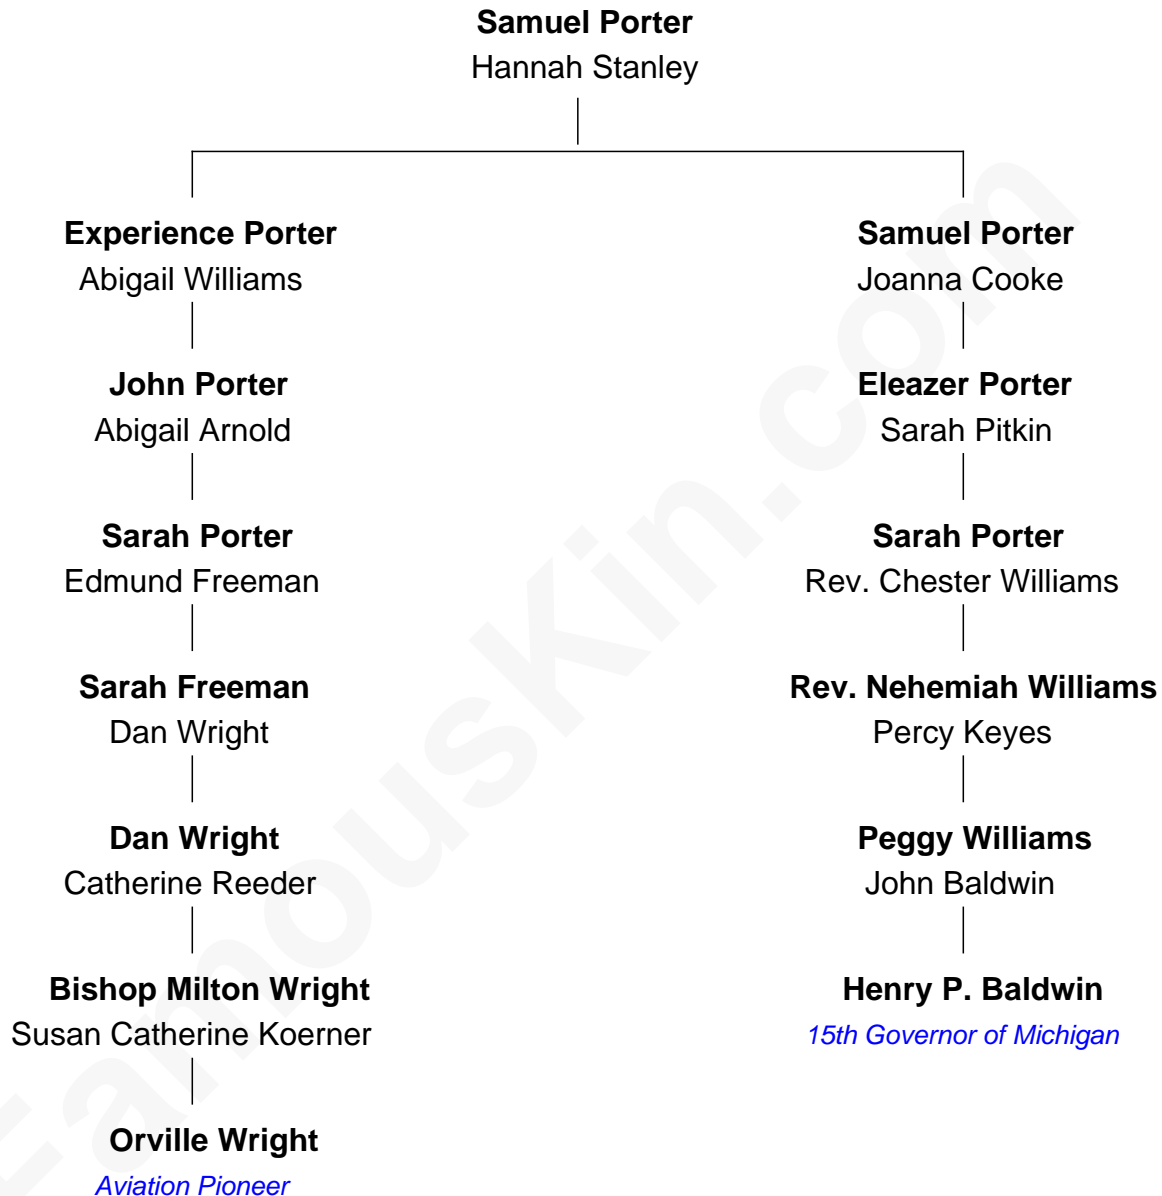 Samuel Porter
Hannah Stanley
Experience Porter
Abigail Williams
John Porter
Abigail Arnold
Sarah Porter
Edmund Freeman
Sarah Freeman
Dan Wright
Dan Wright
Catherine Reeder
Bishop Milton Wright
Susan Catherine Koerner
Orville Wright
Aviation Pioneer
Samuel Porter
Joanna Cooke
Eleazer Porter
Sarah Pitkin
Sarah Porter
Rev. Chester Williams
Rev. Nehemiah Williams
Percy Keyes
Peggy Williams
John Baldwin
Henry P. Baldwin
15th Governor of Michigan
FamousKin.com